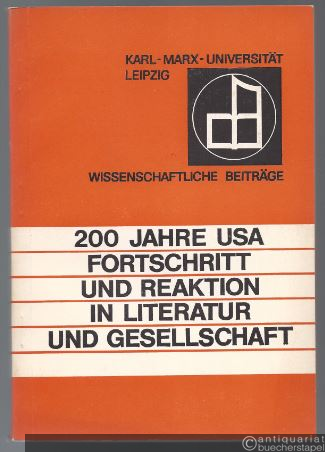 KARL-MARX-UNIVERSITÄT
LEIPZIG
WISSENSCHAFTLICHE BEITRÄGE
200 JAHRE USA
FORTSCHRITT
UND REAKTION
IN LITERATUR
UND GESELLSCHAFT
antiquariat
buecherstapel